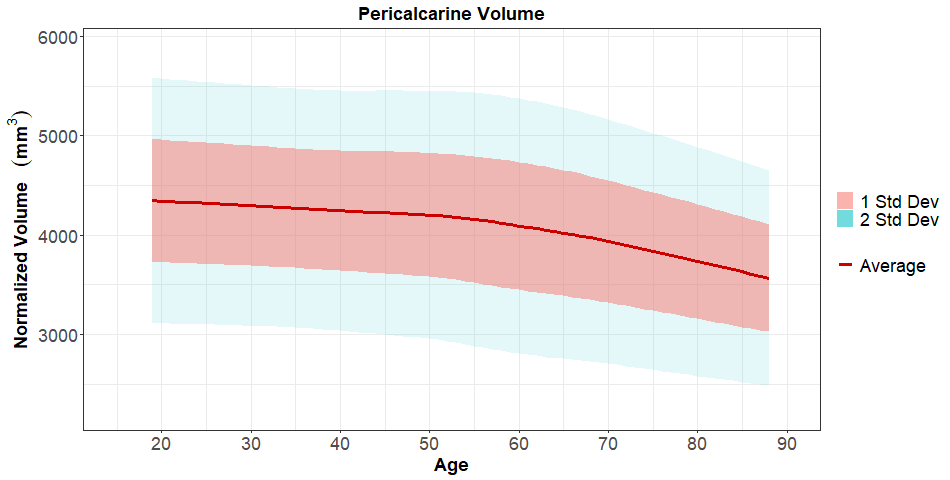 Pericalcarine Volume
Normalized Volume (mm³)
6000
5000
4000
3000
20 30 40 50 60 70 80 90
Age
1 Std Dev
2 Std Dev
Average